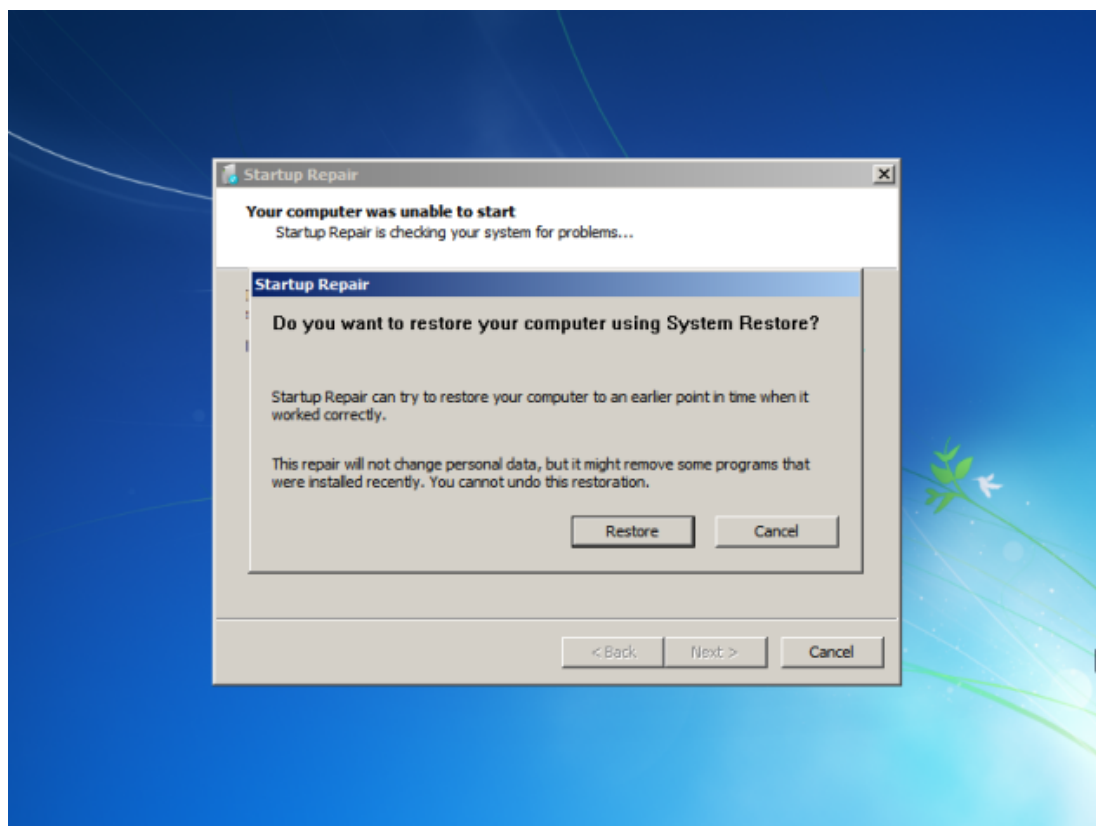 Startup Repair
Your computer was unable to start
Startup Repair is checking your system for problems...
Startup Repair
Do you want to restore your computer using System Restore?
Startup Repair can try to restore your computer to an earlier point in time when it
worked correctly.
This repair will not change personal data, but it might remove some programs that
were installed recently. You cannot undo this restoration.
Restore
Cancel
< Back
Next >
Cancel